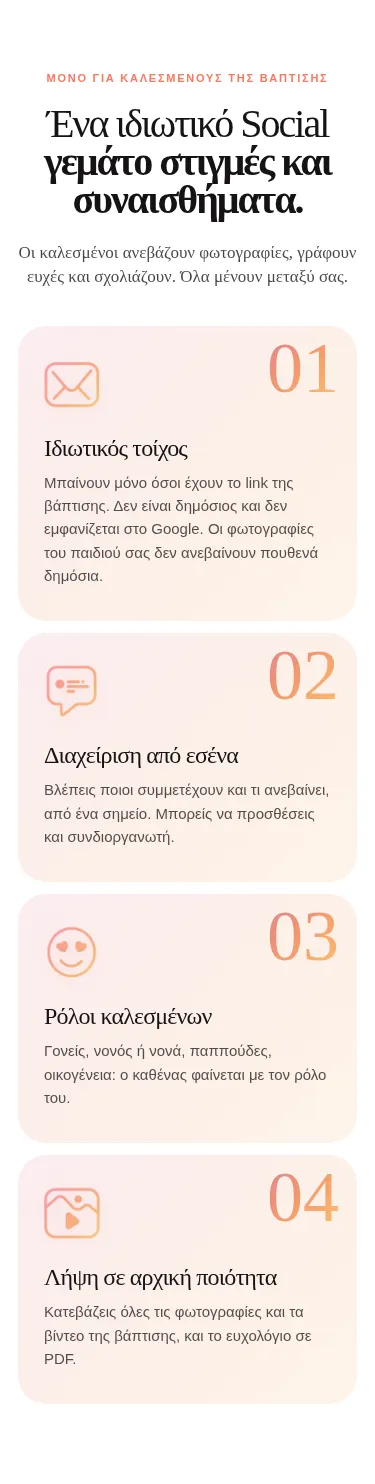 ΜΟΝΟ ΓΙΑ ΚΑΛΕΣΜΕΝΟΥΣ ΤΗΣ ΒΑΠΤΙΣΗΣ
Ένα ιδιωτικό Social
γεμάτο στιγμές και
συναισθήματα.
Οι καλεσμένοι ανεβάζουν φωτογραφίες, γράφουν
ευχές και σχολιάζουν. Όλα μένουν μεταξύ σας.
01
Ιδιωτικός τοίχος
Μπαίνουν μόνο όσοι έχουν το link της
βάπτισης. Δεν είναι δημόσιος και δεν
εμφανίζεται στο Google. Οι φωτογραφίες
του παιδιού σας δεν ανεβαίνουν πουθενά
δημόσια.
02
Διαχείριση από εσένα
Βλέπεις ποιοι συμμετέχουν και τι ανεβαίνει,
από ένα σημείο. Μπορείς να προσθέσεις
και συνδιοργανωτή.
03
Ρόλοι καλεσμένων
Γονείς, νονός ή νονά, παππούδες,
οικογένεια: ο καθένας φαίνεται με τον ρόλο
του.
04
Λήψη σε αρχική ποιότητα
Κατεβάζεις όλες τις φωτογραφίες και τα
βίντεο της βάπτισης, και το ευχολόγιο σε
PDF.